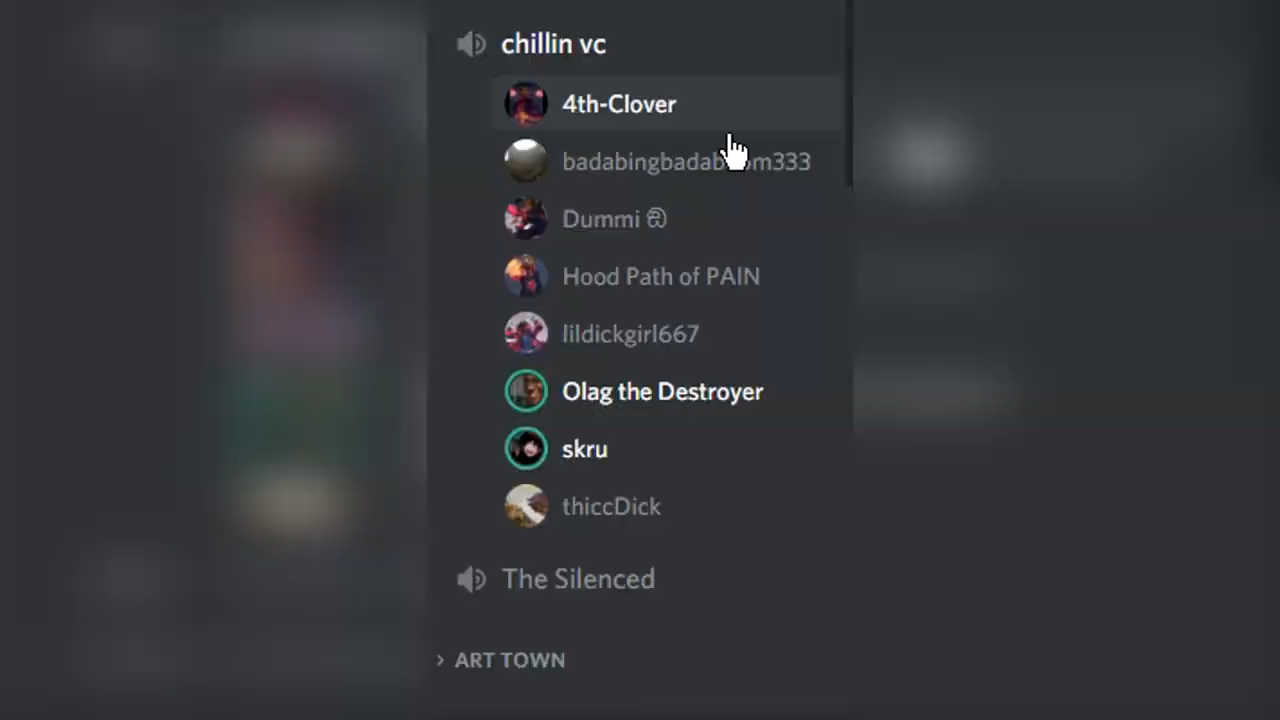 chillin vc
4th-Clover
Dummi
Hood Path of PAIN
lildickgirl667
Olag the Destroyer
skru
thiccDick
The Silenced
ART TOWN